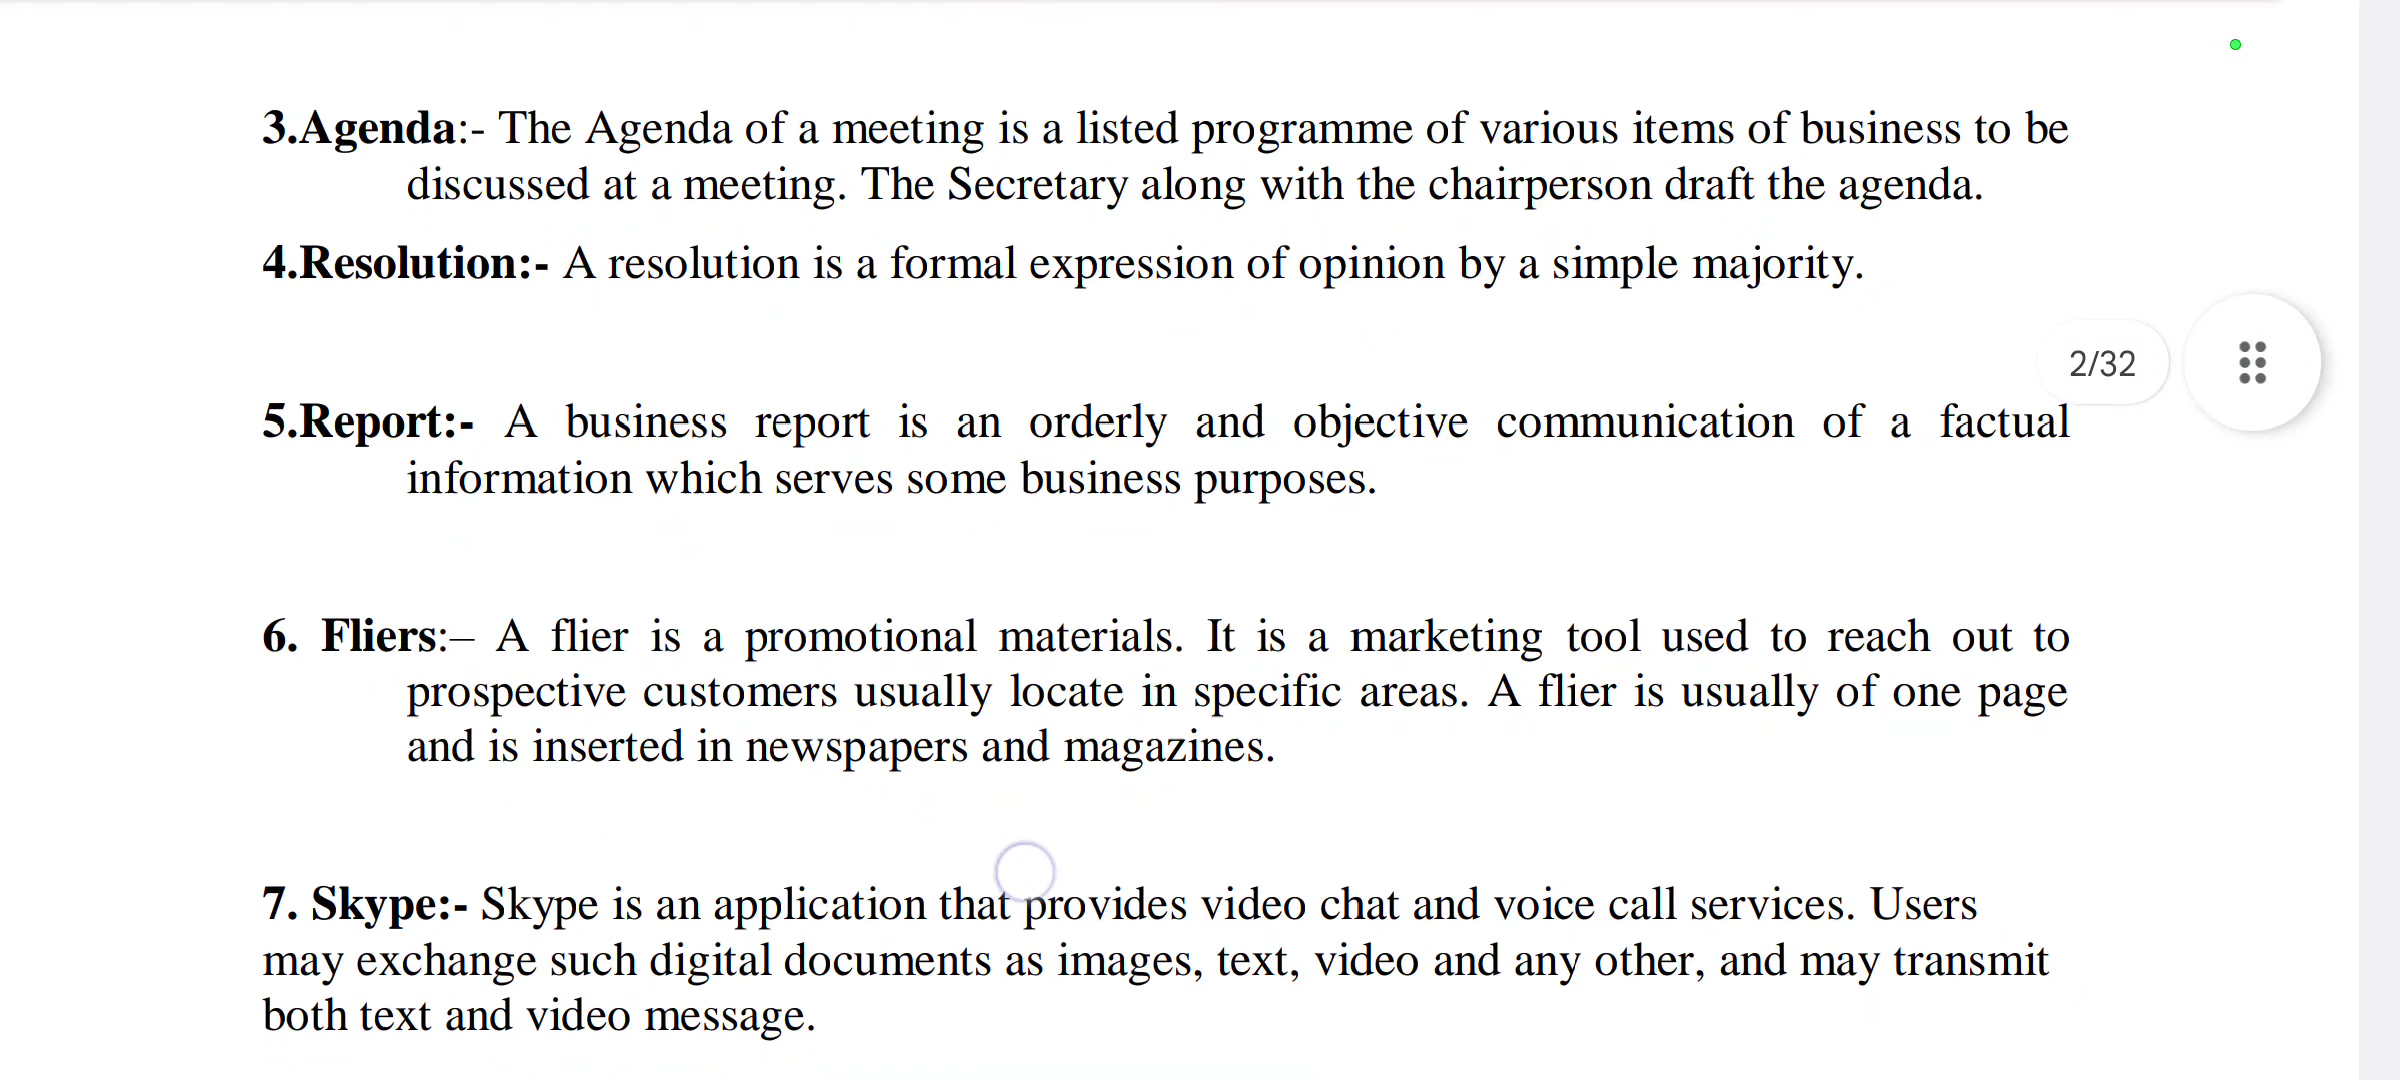 3.Agenda:- The Agenda of a meeting is a listed programme of various items of business to be
discussed at a meeting. The Secretary along with the chairperson draft the agenda.
4.Resolution:- A resolution is a formal expression of opinion by a simple majority.
2/32
5.Report:- A business report is an orderly and objective communication of a factual
information which serves some business purposes.
6. Fliers:– A flier is a promotional materials. It is a marketing tool used to reach out to
prospective customers usually locate in specific areas. A flier is usually of one page
and is inserted in newspapers and magazines.
7. Skype:- Skype is an application that provides video chat and voice call services. Users
may exchange such digital documents as images, text, video and any other, and may transmit
both text and video message.